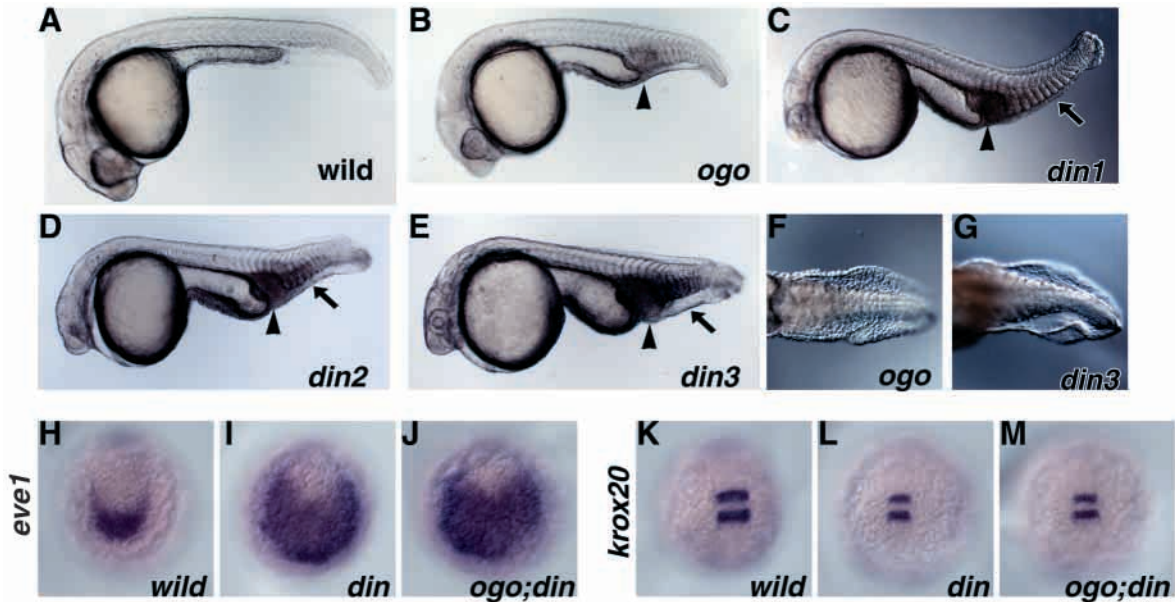 A
wild
B
ogo
C
din1
D
din2
E
din3
F
ogo
G
din3
eve1
H
wild
I
din
J
ogo;din
krox20
K
wild
L
din
M
ogo;din